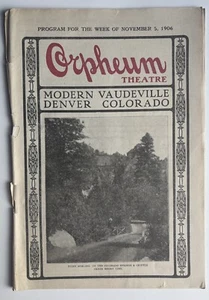 PROGRAM FOR THE WEEK OF NOVEMBER 5, 1906
Orpheum
THEATRE
MODERN VAUDEVILLE
DENVER COLORADO